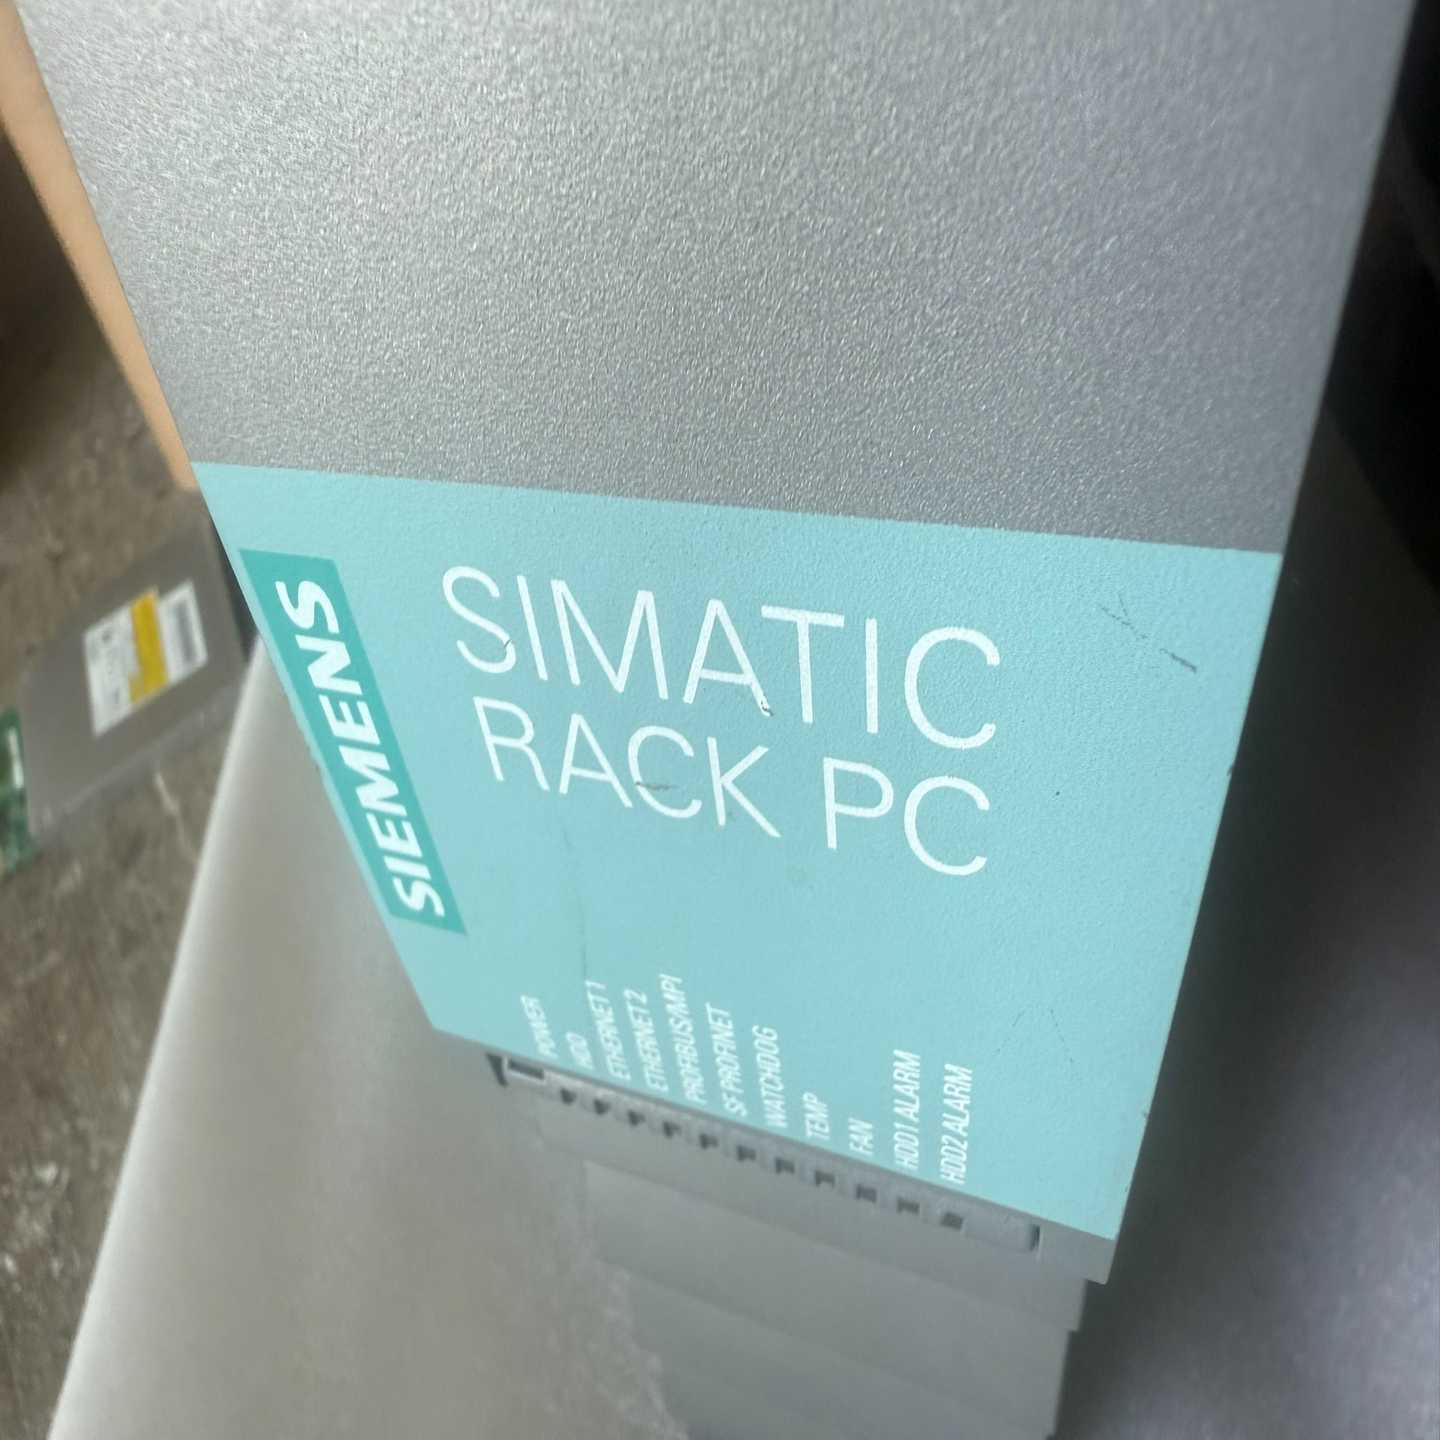 SIEMENS
SIMATIC
RACK PC
POWER
HDD
ETHERNET 1
ETHERNET 2
PROFIBUS/MPI
SF PROFINET
WATCHDOG
TEMP
FAN
HDD1 ALARM
HDD2 ALARM